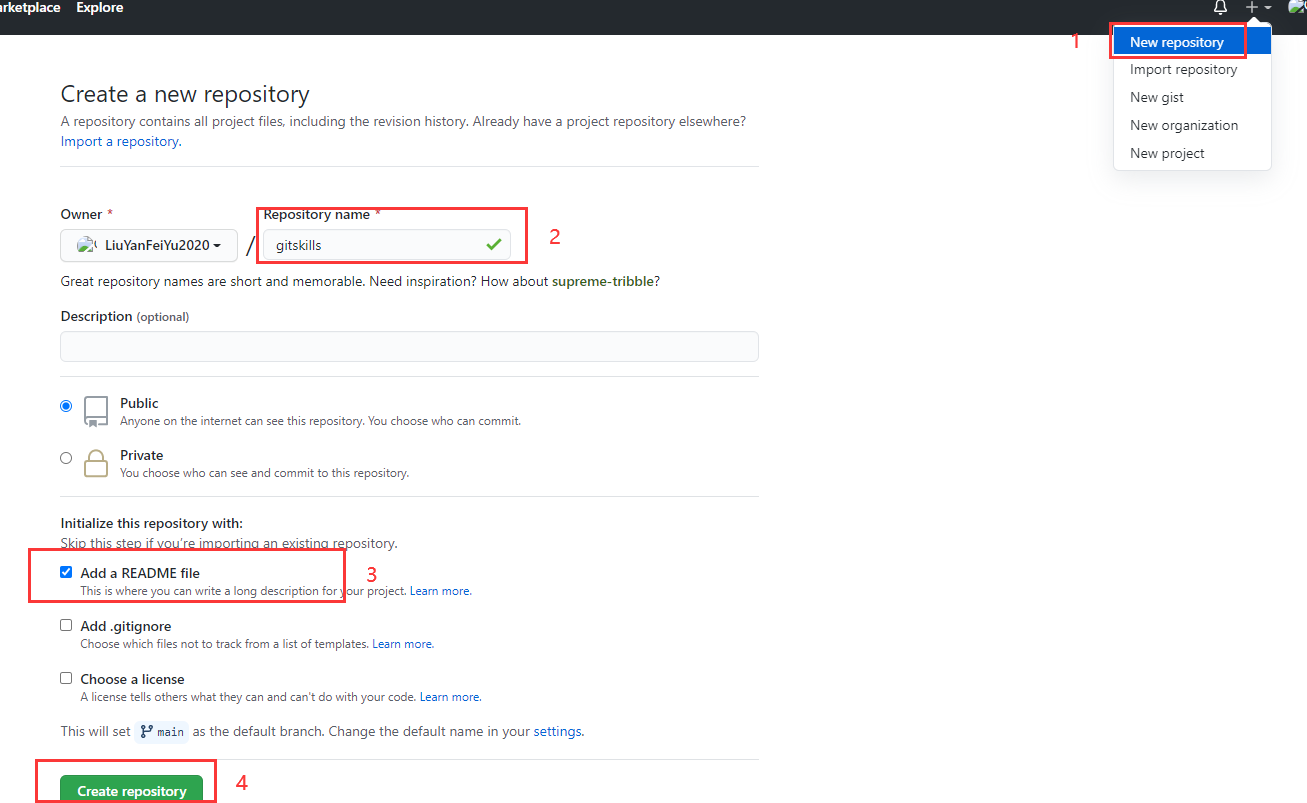 Marketplace Explore
1
New repository
Import repository
New gist
New organization
New project
Create a new repository
A repository contains all project files, including the revision history. Already have a project repository elsewhere?
Import a repository.
Owner * Repository name *
LiuYanFeiYu2020 / gitskills 2
Great repository names are short and memorable. Need inspiration? How about supreme-tribble?
Description (optional)
Public
Anyone on the internet can see this repository. You choose who can commit.
Private
You choose who can see and commit to this repository.
Initialize this repository with:
Skip this step if you're importing an existing repository.
Add a README file 3
This is where you can write a long description for your project. Learn more.
Add .gitignore
Choose which files not to track from a list of templates. Learn more.
Choose a license
A license tells others what they can and can't do with your code. Learn more.
This will set main as the default branch. Change the default name in your settings.
Create repository 4